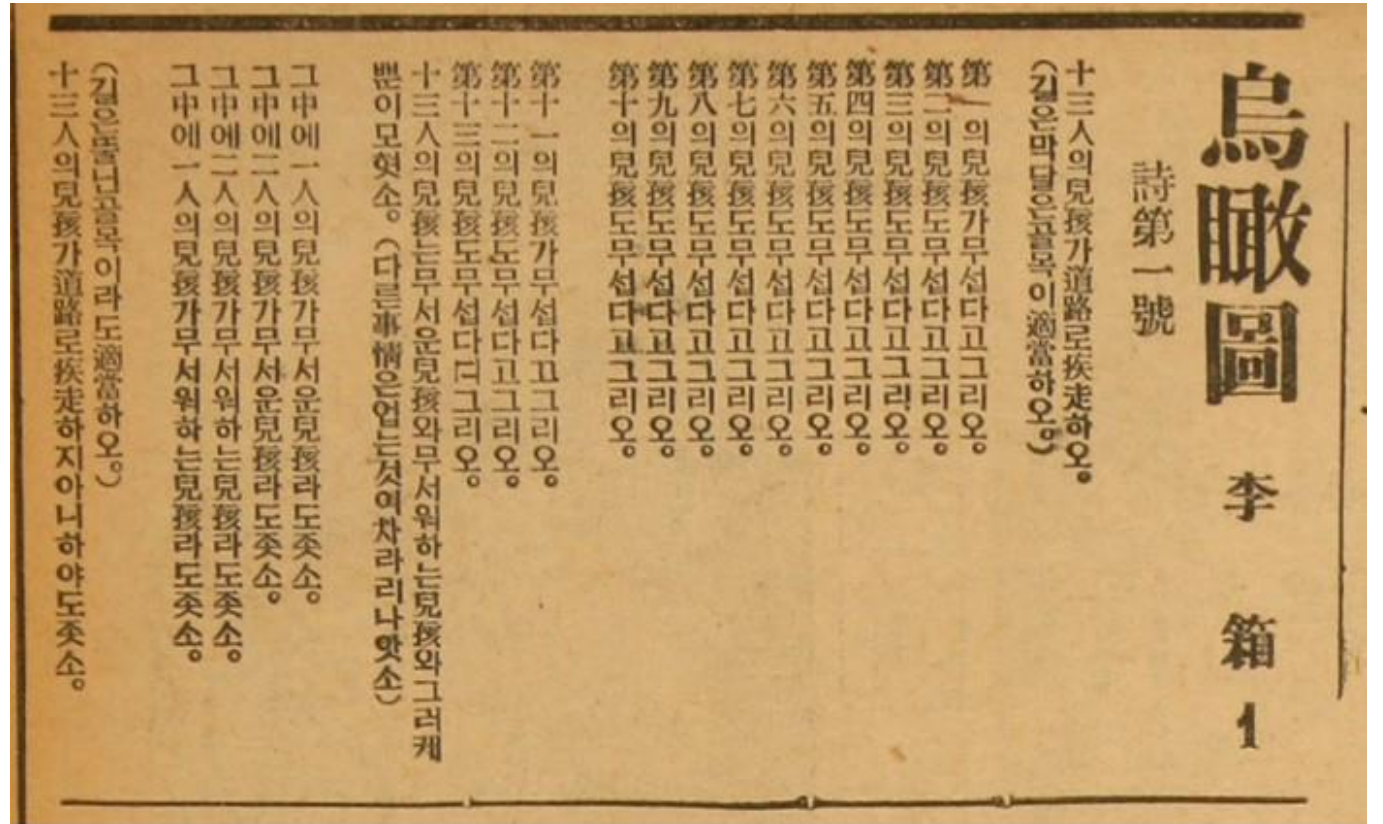 烏瞰圖 李箱 1
詩第一號
十三人의兒孩가道路로疾走하오。
(길은막달은골목이適當하오。)
第一의兒孩가무섭다고그리오。
第二의兒孩도무섭다고그리오。
第三의兒孩도무섭다고그리오。
第四의兒孩도무섭다고그리오。
第五의兒孩도무섭다고그리오。
第六의兒孩도무섭다고그리오。
第七의兒孩도무섭다고그리오。
第八의兒孩도무섭다고그리오。
第九의兒孩도무섭다고그리오。
第十의兒孩도무섭다고그리오。
第十一의兒孩가무섭다고그리오。
第十二의兒孩도무섭다고그리오。
第十三의兒孩도무섭다고그리오。
十三人의兒孩는무서운兒孩와무서워하는兒孩와그러케
뿐이모혓소。(다른事情은업는것이차라리나앗소)
그中에一人의兒孩가무서운兒孩라도좃소。
그中에二人의兒孩가무서운兒孩라도좃소。
그中에二人의兒孩가무서워하는兒孩라도좃소。
그中에一人의兒孩가무서워하는兒孩라도좃소。
(길은뚤닌골목이라도適當하오。)
十三人의兒孩가道路로疾走하지아니하야도좃소。